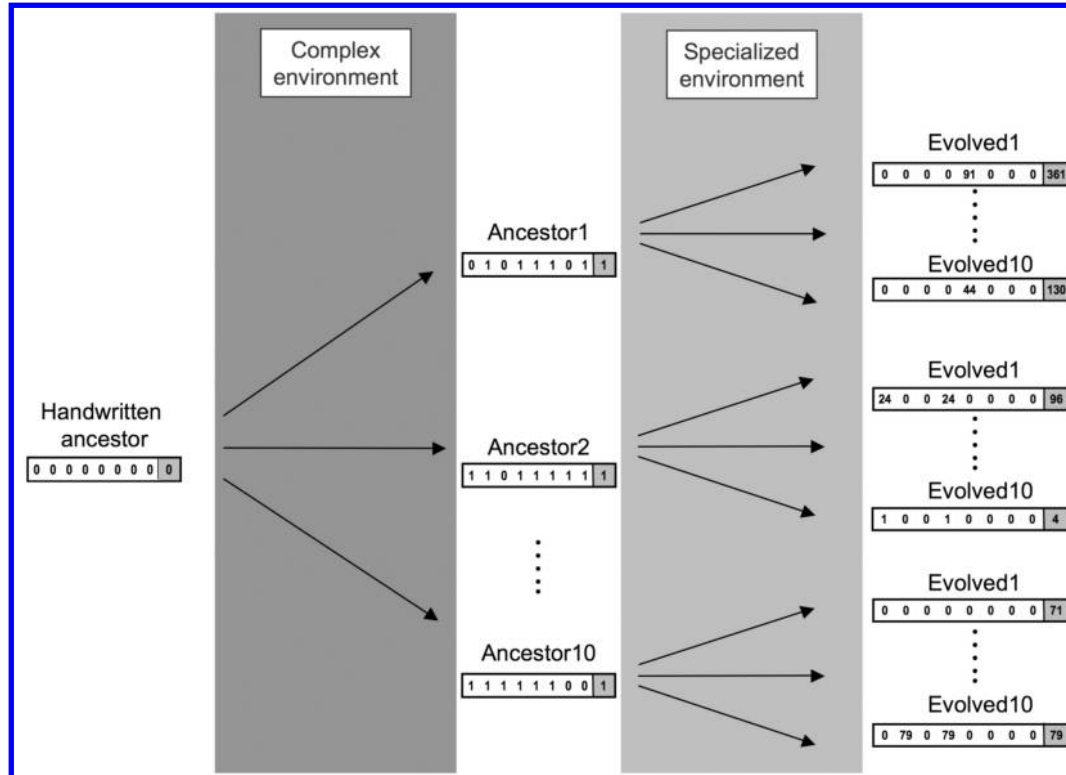 Complex
environment
Specialized
environment
Evolved1
0 0 0 0 91 0 0 0 361
Ancestor1
0 1 0 1 1 1 0 1 1
Evolved10
0 0 0 0 44 0 0 0 130
Evolved1
24 0 0 24 0 0 0 0 96
Handwritten
ancestor
0 0 0 0 0 0 0 0 0
Ancestor2
1 1 0 1 1 1 1 1 1
Evolved10
1 0 0 1 0 0 0 0 4
Evolved1
0 0 0 0 0 0 0 0 71
Ancestor10
1 1 1 1 1 1 0 0 1
Evolved10
0 79 0 79 0 0 0 0 79